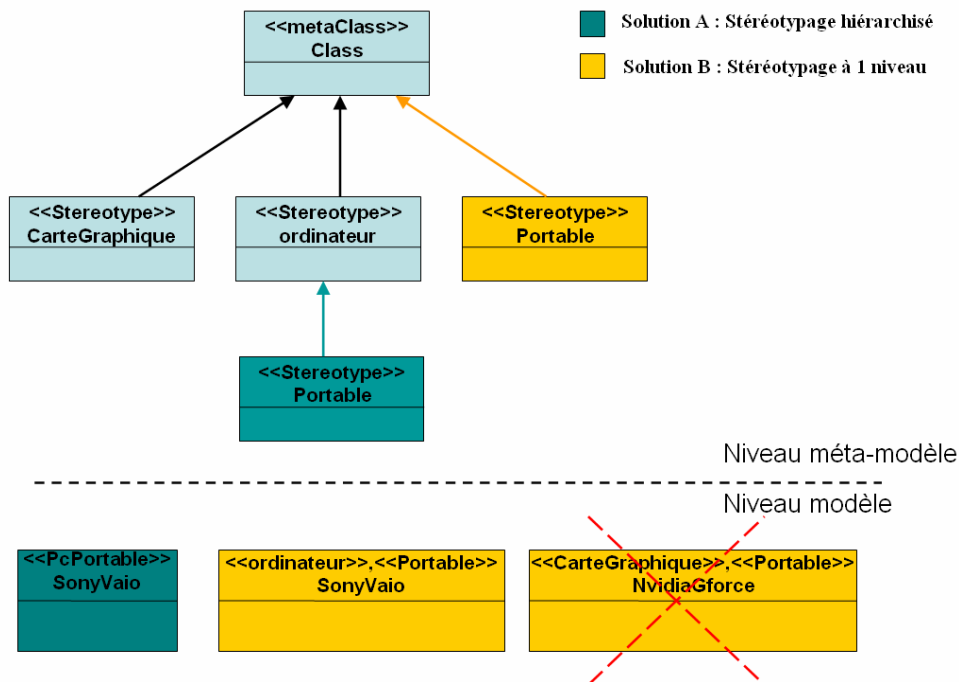 <<metaClass>>
Class
Solution A : Stéréotypage hiérarchisé
Solution B : Stéréotypage à 1 niveau
<<Stereotype>>
CarteGraphique
<<Stereotype>>
ordinateur
<<Stereotype>>
Portable
<<Stereotype>>
Portable
Niveau méta-modèle
Niveau modèle
<<PcPortable>>
SonyVaio
<<ordinateur>>,<<Portable>>
SonyVaio
<<CarteGraphique>>,<<Portable>>
NvidiaGforce